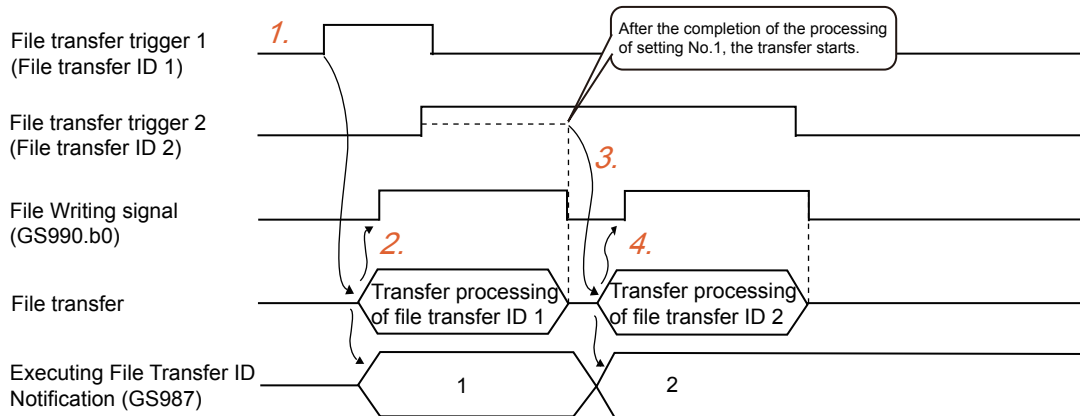 File transfer trigger 1
(File transfer ID 1)
1.
After the completion of the processing
of setting No.1, the transfer starts.
File transfer trigger 2
(File transfer ID 2)
3.
File Writing signal
(GS990.b0)
2.
4.
File transfer
Transfer processing
of file transfer ID 1
Transfer processing
of file transfer ID 2
Executing File Transfer ID
Notification (GS987)
1
2